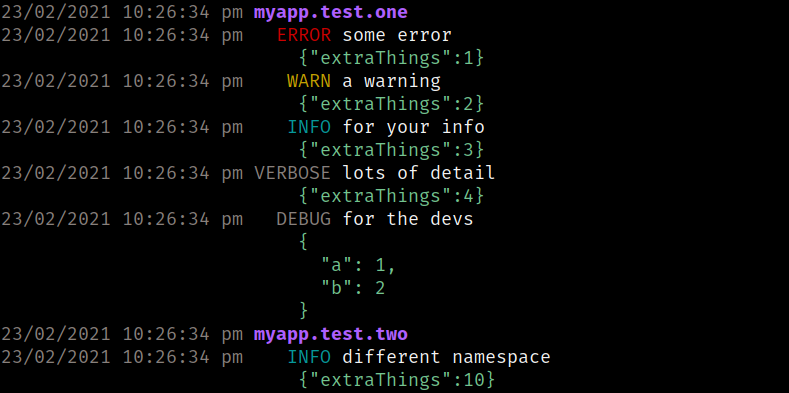 23/02/2021 10:26:34 pm myapp.test.one
23/02/2021 10:26:34 pm   ERROR some error
                           {"extraThings":1}
23/02/2021 10:26:34 pm    WARN a warning
                           {"extraThings":2}
23/02/2021 10:26:34 pm    INFO for your info
                           {"extraThings":3}
23/02/2021 10:26:34 pm VERBOSE lots of detail
                           {"extraThings":4}
23/02/2021 10:26:34 pm   DEBUG for the devs
                           {
                             "a": 1,
                             "b": 2
                           }
23/02/2021 10:26:34 pm myapp.test.two
23/02/2021 10:26:34 pm    INFO different namespace
                           {"extraThings":10}